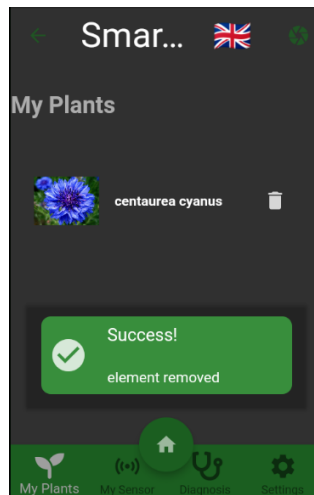 Smar...
My Plants
centaurea cyanus
Success!
element removed
My Plants My Sensor Diagnosis Settings